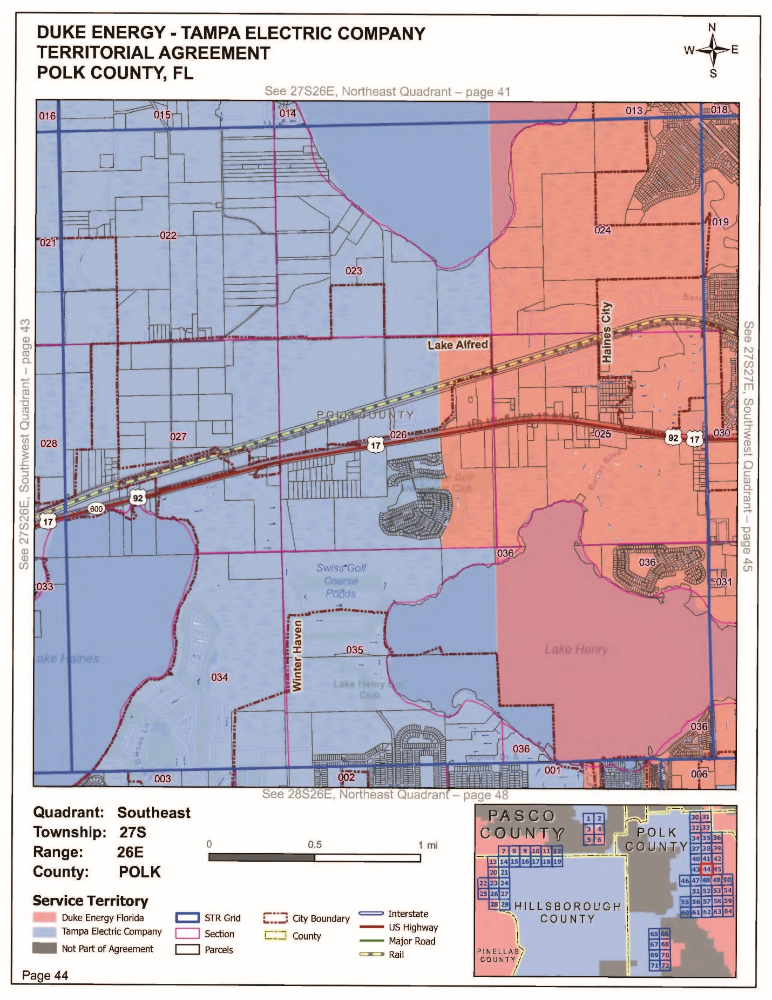 DUKE ENERGY - TAMPA ELECTRIC COMPANY
TERRITORIAL AGREEMENT
POLK COUNTY, FL
N
W E
S
See 27S26E, Northeast Quadrant – page 41
016
015
014
013
018
021
022
023
024
019
See 27S26E, Southwest Quadrant – page 43
See 27S27E, Southwest Quadrant – page 45
Lake Alfred
Haines City
POLK COUNTY
US Highway 17 92 W
028
027
026
025
030
17
92
17
92
600
17
Butler Blvd
033
036
036
031
Swiss Golf
Course
Ponds
Lake Haines
Winter Haven
035
034
Lake Henry
Lake Henry Golf
Club
036
036
Alpine Dr S
003
002
001
006
See 28S26E, Northeast Quadrant – page 48
Quadrant: Southeast
Township: 27S
Range: 26E
County: POLK
0 0.5 1 mi
Service Territory
Duke Energy Florida
Tampa Electric Company
Not Part of Agreement
STR Grid
Section
Parcels
City Boundary
County
Interstate
US Highway
Major Road
Rail
PASCO
COUNTY
POLK
COUNTY
HILLSBOROUGH
COUNTY
PINELLAS
COUNTY
1 2
3 4
5 6
7 8 9 10 11 12
13 14 15 16 17 18 19
20 21
22 23 24
25 26 27
28 29
30 31
32 33
34 35 36
37 38 39
40 41 42
43 44 45
46 47 48 49 50
51 52 53 54
55 56 57 58 59
60 61 62 63 64
65 66
67 68
69 70
71 72
Page 44